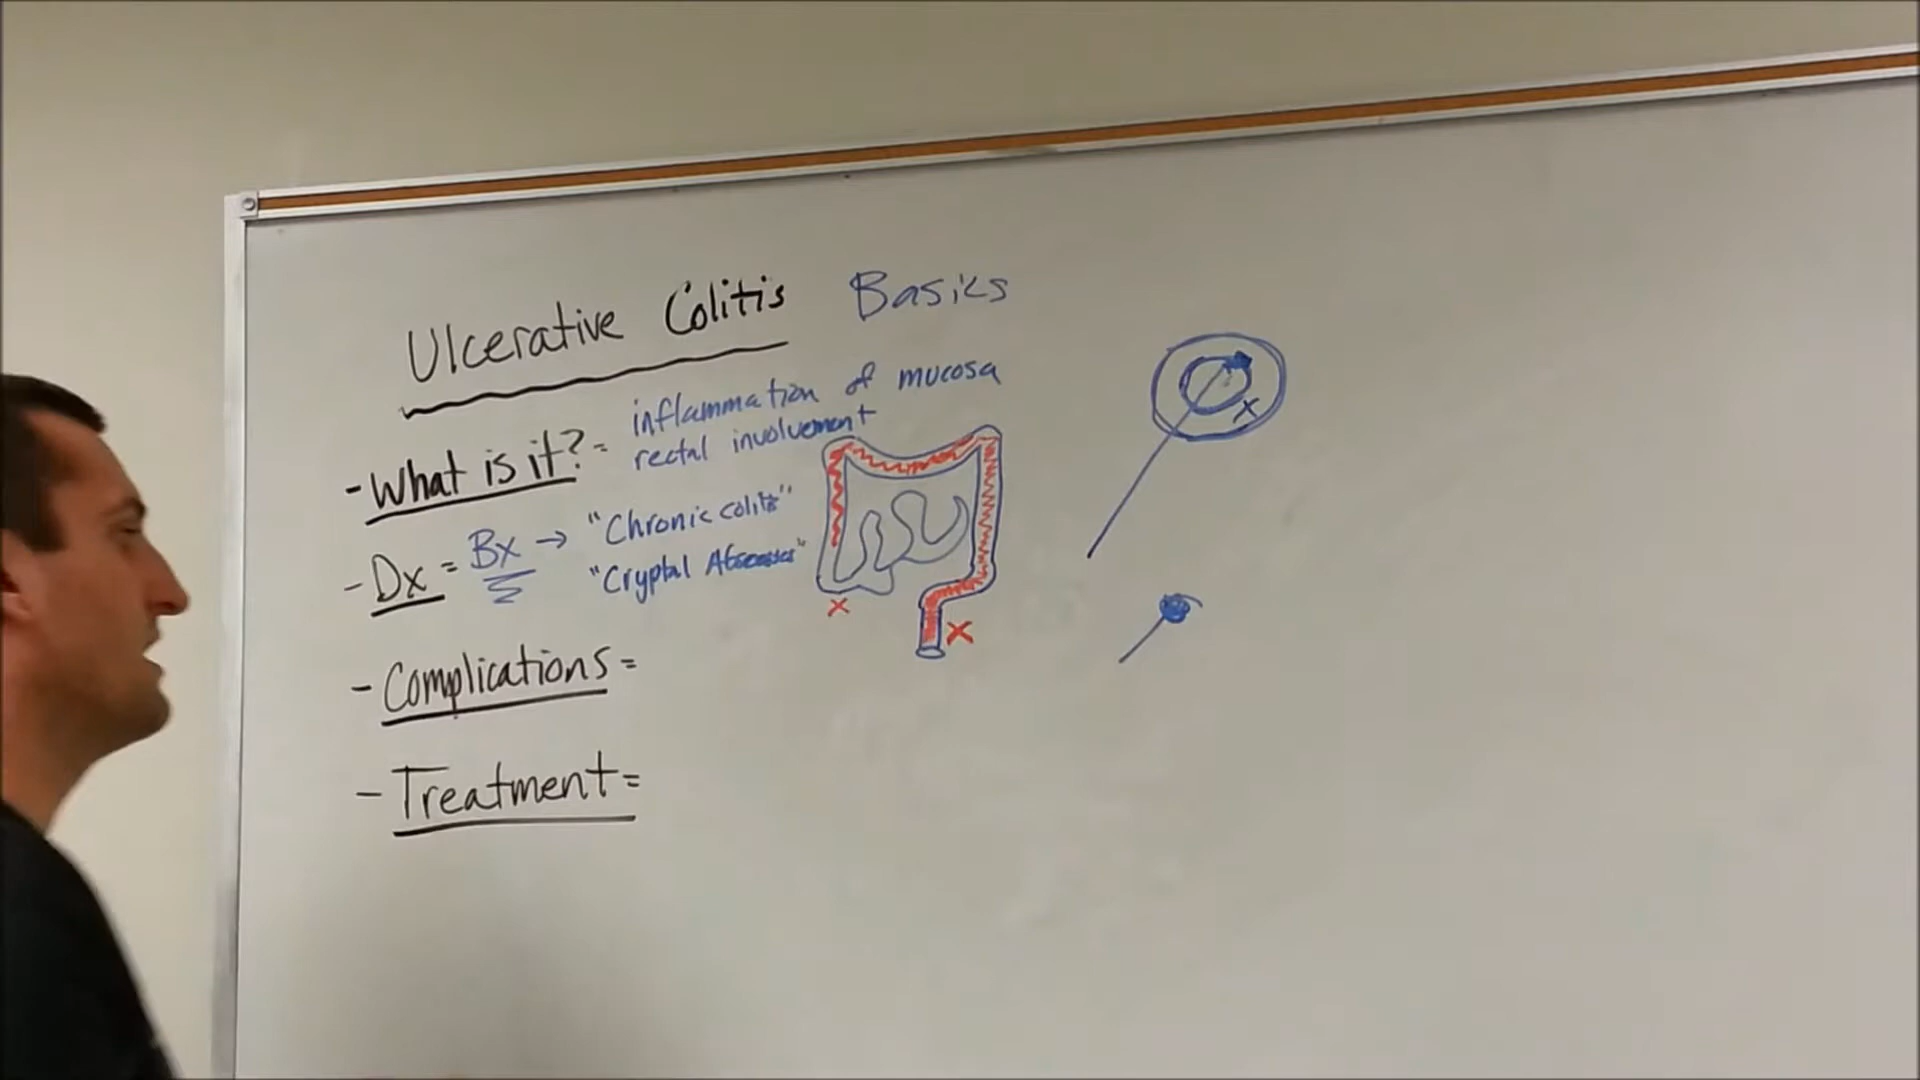 Ulcerative Colitis Basics
- What is it? = inflammation of mucosa
rectal involvement
- Dx = Bx → "Chronic colitis"
"Cryptal Abscesses"
x
x
x
- Complications =
- Treatment =